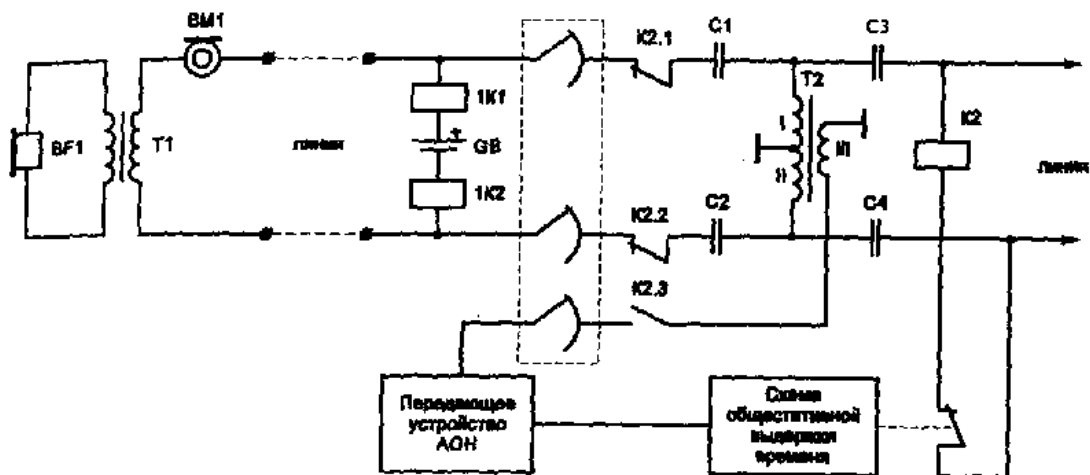 BM1
BF1
T1
линия
1K1
GB
1K2
K2.1
C1
T2
C3
I
II
III
K2
линия
K2.2
C2
C4
K2.3
Передающее
устройство
АОН
Схема
выдержки
времени